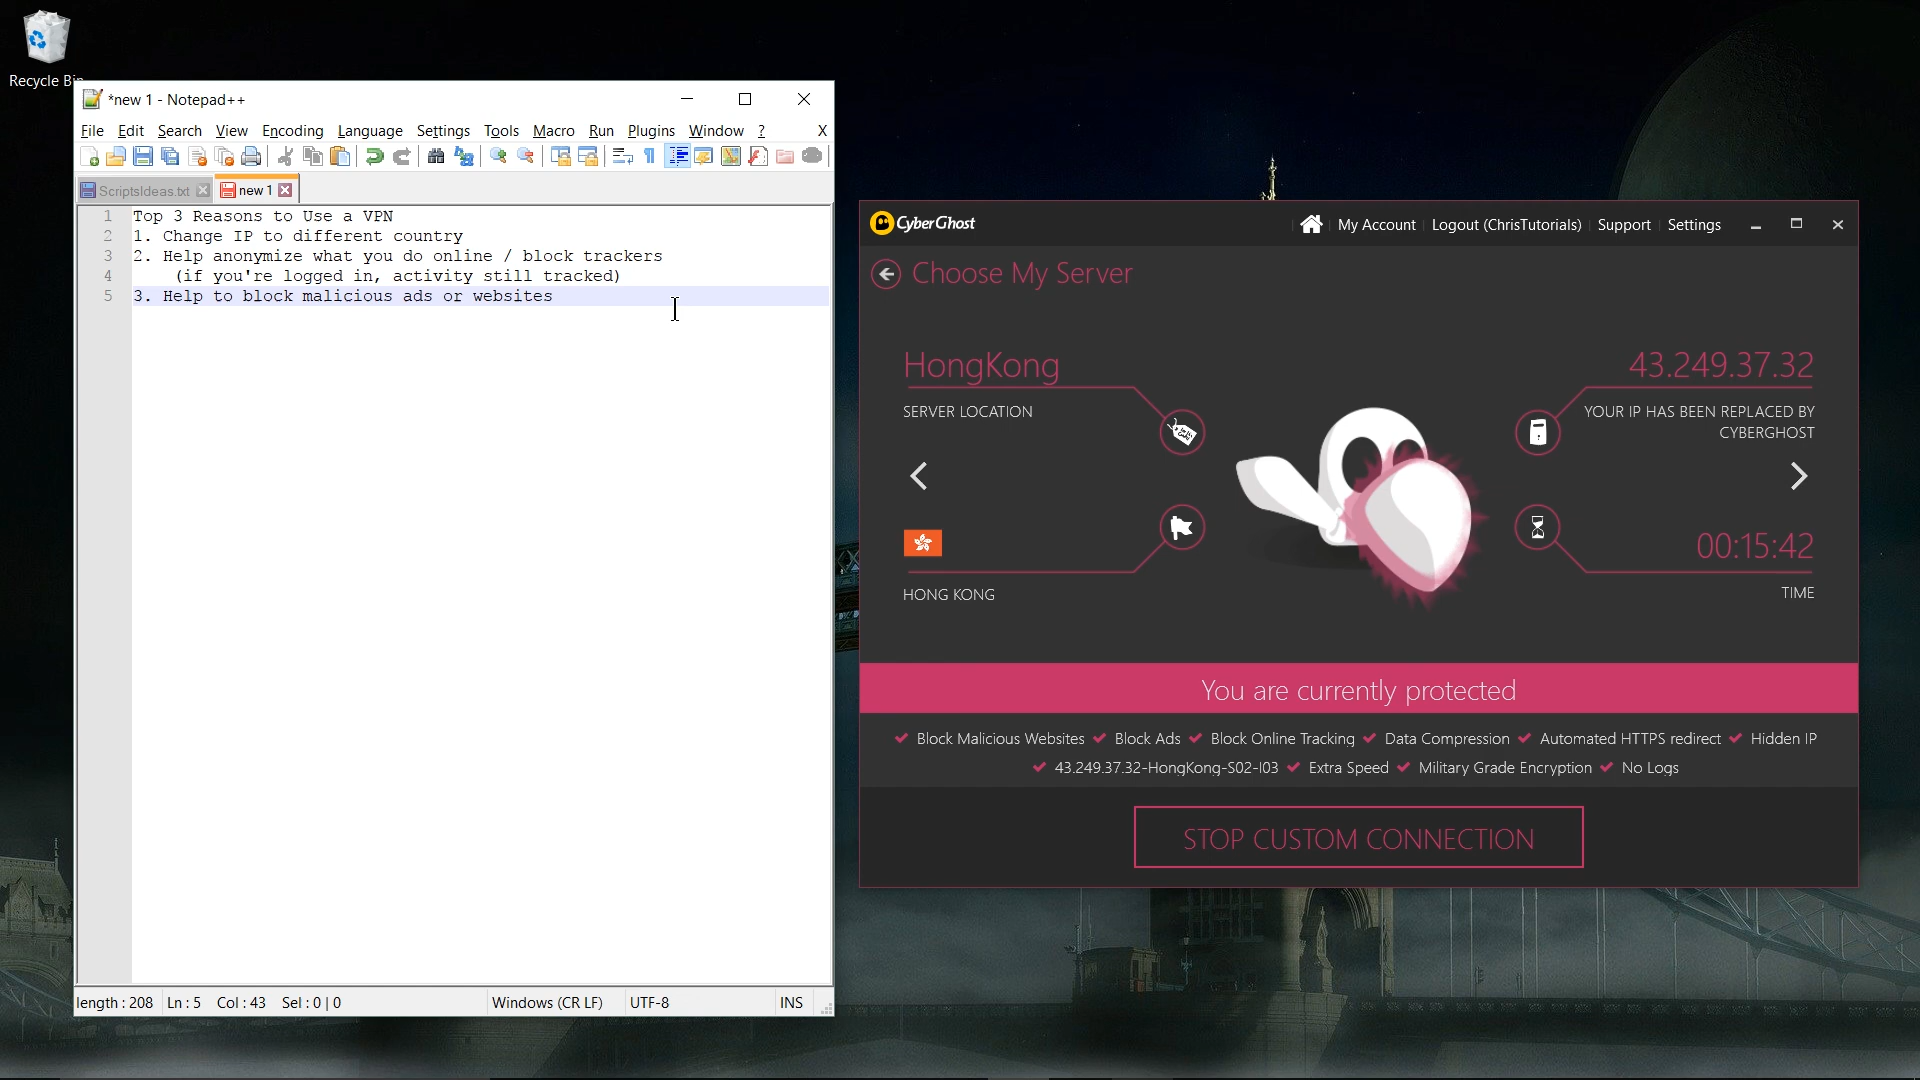 Recycle Bin
*new 1 - Notepad++
File Edit Search View Encoding Language Settings Tools Macro Run Plugins Window ? X
ScriptsIdeas.txt new 1
1 Top 3 Reasons to Use a VPN
2 1. Change IP to different country
3 2. Help anonymize what you do online / block trackers
4 (if you're logged in, activity still tracked)
5 3. Help to block malicious ads or websites
length : 208 Ln : 5 Col : 43 Sel : 0 | 0 Windows (CR LF) UTF-8 INS
CyberGhost My Account Logout (ChrisTutorials) Support Settings
Choose My Server
HongKong
SERVER LOCATION
HONG KONG
43.249.37.32
YOUR IP HAS BEEN REPLACED BY
CYBERGHOST
00:15:42
TIME
You are currently protected
Block Malicious Websites Block Ads Block Online Tracking Data Compression Automated HTTPS redirect Hidden IP
43.249.37.32-HongKong-S02-I03 Extra Speed Military Grade Encryption No Logs
STOP CUSTOM CONNECTION